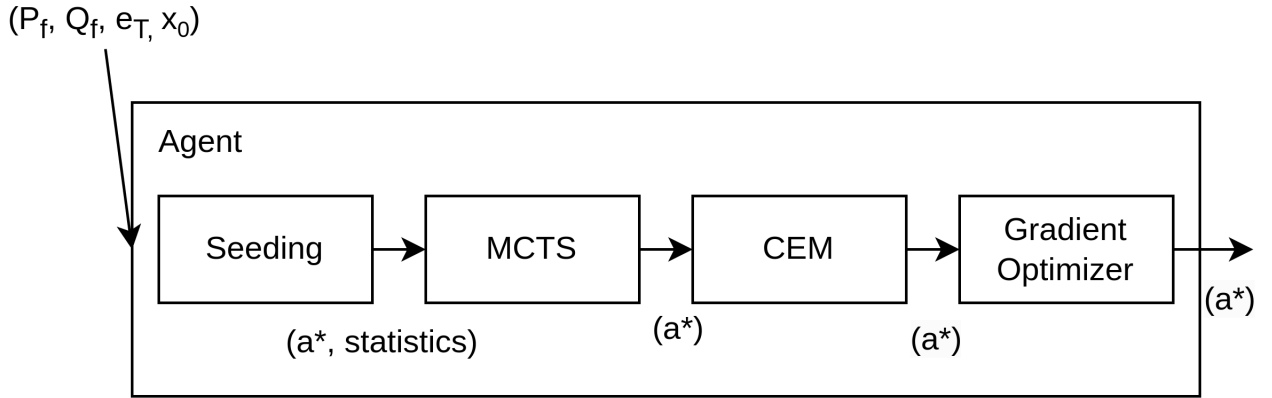 (Pf, Qf, eT, x0)
Agent
Seeding
MCTS
CEM
Gradient
Optimizer
(a*, statistics)
(a*)
(a*)
(a*)